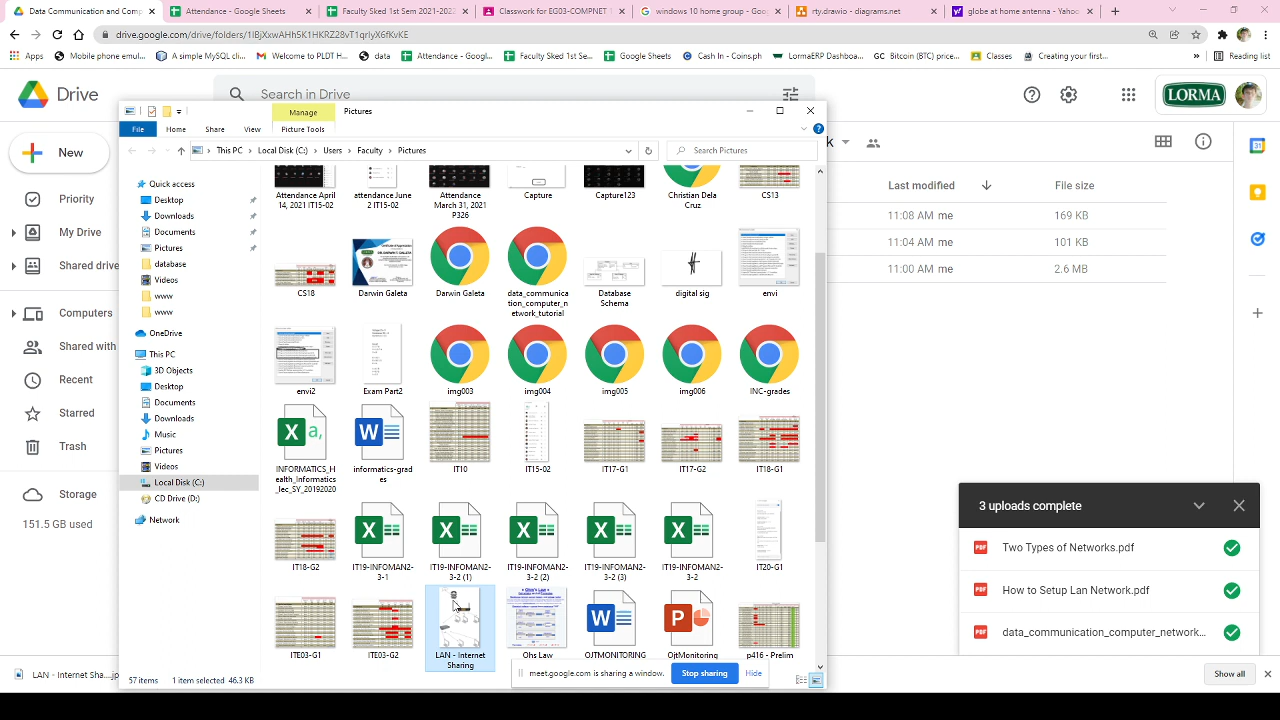 Data Communication and Compu
Attendance - Google Sheets
Faculty Sked 1st Sem 2021-2022
Classwork for EG03-COMPNET 1
windows 10 home group - Goo
rty.drawio - diagrams.net
globe at home antenna - Yahoo
Mobile phone emul...
A simple MySQL cl...
Welcome to PLDT H...
data
Attendance - Googl...
Faculty Sked 1st Se...
Google Sheets
Cash In - Coins.ph
LormaERP Dashboa...
GC Bitcoin (BTC) price...
Classes
Creating your first...
Reading list
Drive
Search in Drive
LORMA
Manage
Pictures
File
Home
Share
View
Picture Tools
This PC
Local Disk (C:)
Users
Faculty
Pictures
Search Pictures
New
Priority
My Drive
Computers
Shared with
Recent
Starred
Trash
Storage
151.5 GB used
Quick access
Desktop
Downloads
Documents
Pictures
database
Videos
www
www
OneDrive
This PC
3D Objects
Desktop
Documents
Downloads
Music
Pictures
Videos
Local Disk (C:)
CD Drive (D:)
Network
Attendance April 14, 2021 IT15-02
attendance June 2 IT15-02
Attendance March 31, 2021 P326
Capture
Capture123
Christian Dela Cruz
CS13
CS18
Darwin Galeta
Darwin Galeta
data_communication_computer_network_tutorial
Database Schema
digital sig
envi
envi2
Exam Part2
img003
img004
img005
img006
INC-grades
INFORMATICS_Health_Informatics_lec_SY_20192020
informatics-grades
IT10
IT15-02
IT17-G1
IT17-G2
IT18-G1
IT18-G2
IT19-INFOMAN2-3-1
IT19-INFOMAN2-3-2 (1)
IT19-INFOMAN2-3-2 (2)
IT19-INFOMAN2-3-2 (3)
IT19-INFOMAN2-3-2
IT20-G1
ITE03-G1
ITE03-G2
LAN - Internet Sharing
Ohs Law
OJTMONITORING
OjtMonitoring
p416 - Prelim
57 items
1 item selected 46.3 KB
Last modified
File size
11:08 AM me
169 KB
11:04 AM me
101 KB
11:00 AM me
2.6 MB
3 uploads complete
Two Types of Networks.pdf
How to Setup Lan Network.pdf
data_communication_computer_network...
meet.google.com is sharing a window.
Stop sharing
Hide
LAN - Internet Sha....jp
Show all